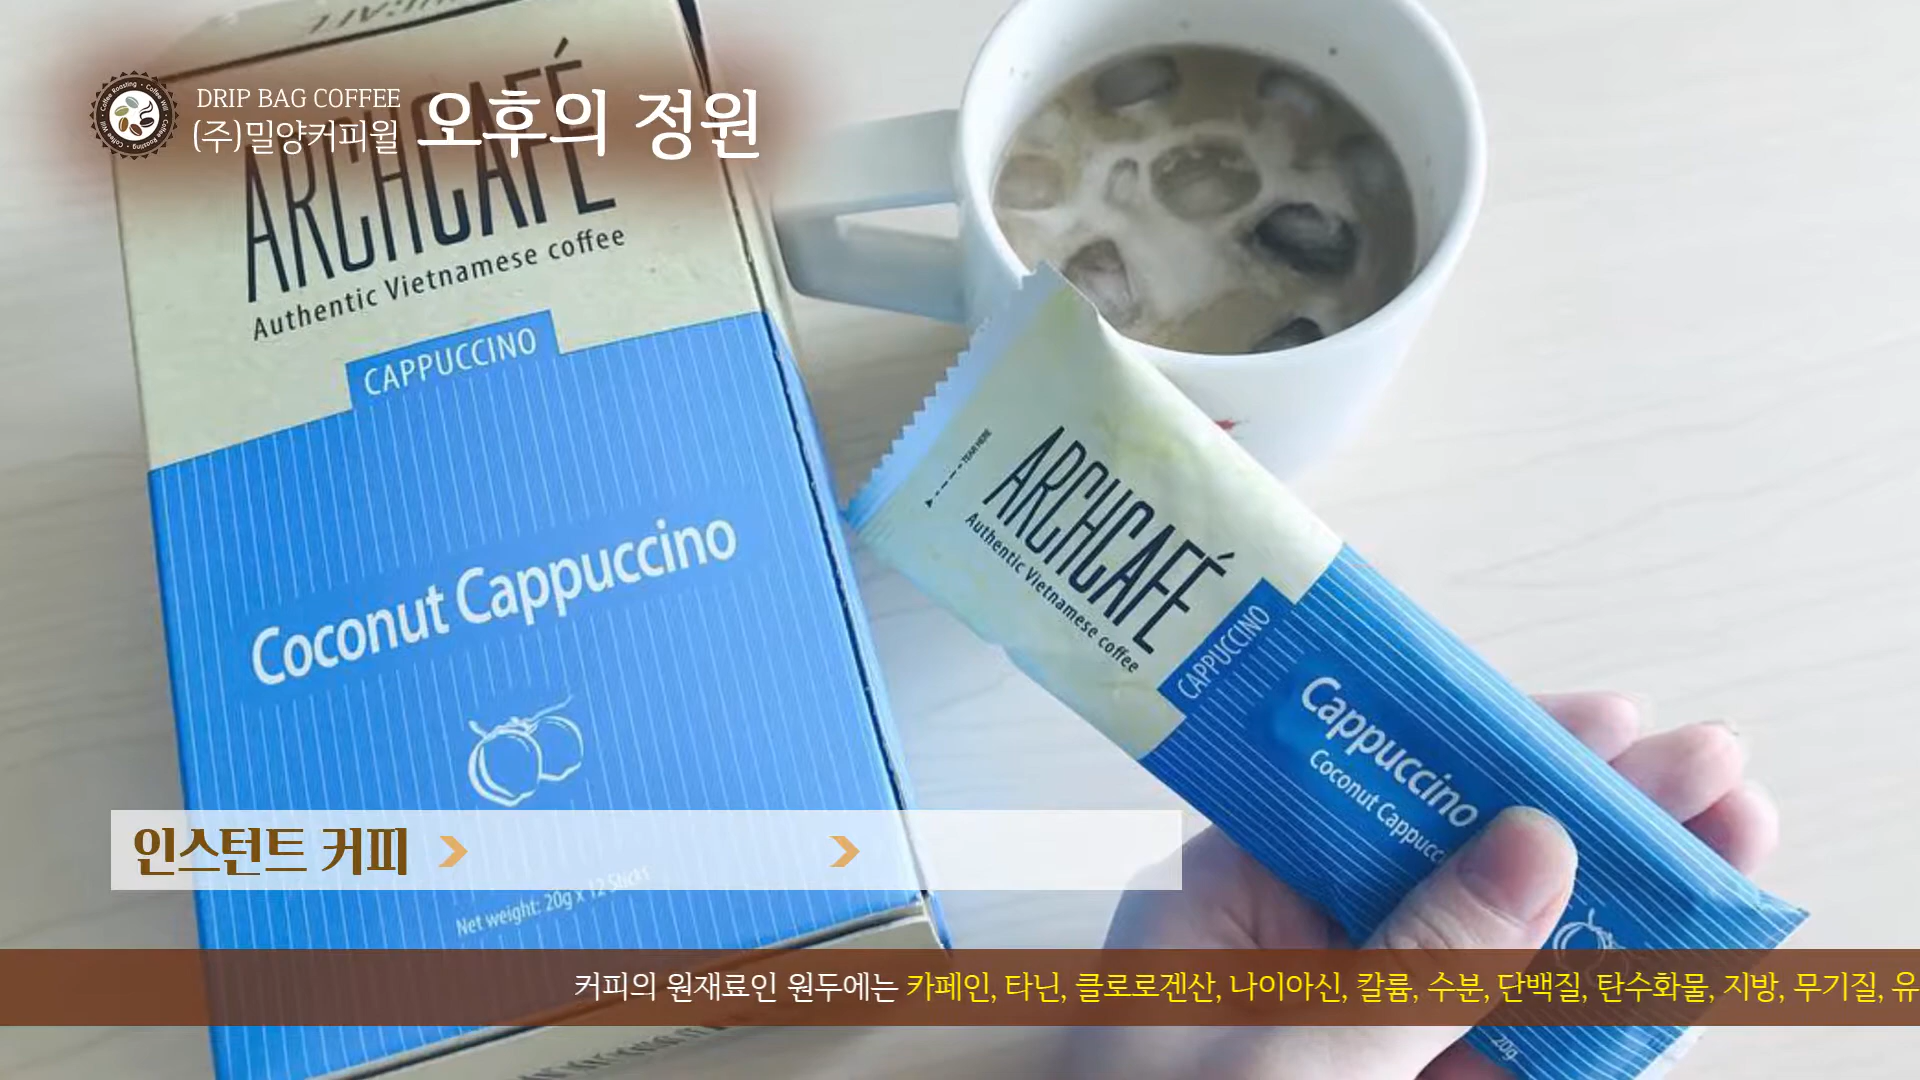 DRIP BAG COFFEE
(주)밀양커피윌 오후의 정원
ARCHCAFÉ
Authentic Vietnamese coffee
CAPPUCCINO
Coconut Cappuccino
Net weight: 20g x 12 Sticks
TEAR HERE
ARCHCAFÉ
Authentic Vietnamese coffee
CAPPUCCINO
Cappuccino
Coconut Cappucc
20g
인스턴트 커피
커피의 원재료인 원두에는 카페인, 타닌, 클로로겐산, 나이아신, 칼륨, 수분, 단백질, 탄수화물, 지방, 무기질, 유